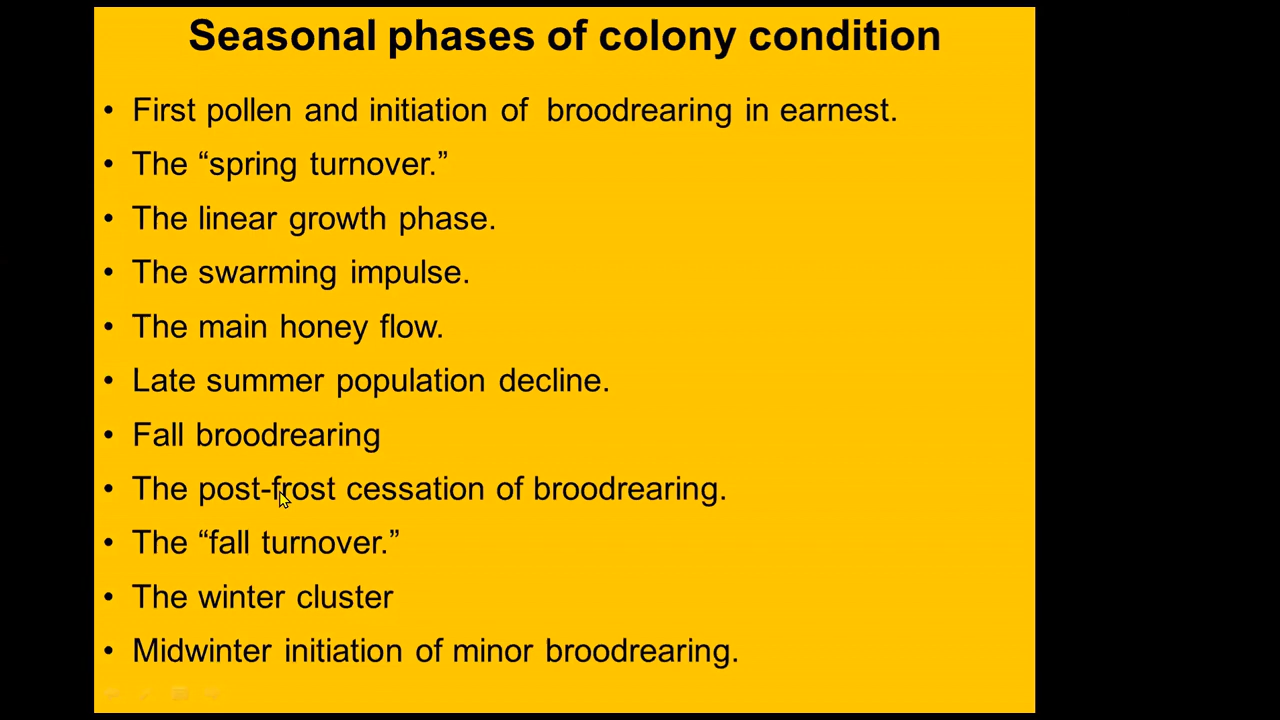 Seasonal phases of colony condition
• First pollen and initiation of broodrearing in earnest.
• The “spring turnover.”
• The linear growth phase.
• The swarming impulse.
• The main honey flow.
• Late summer population decline.
• Fall broodrearing
• The post-frost cessation of broodrearing.
• The “fall turnover.”
• The winter cluster
• Midwinter initiation of minor broodrearing.